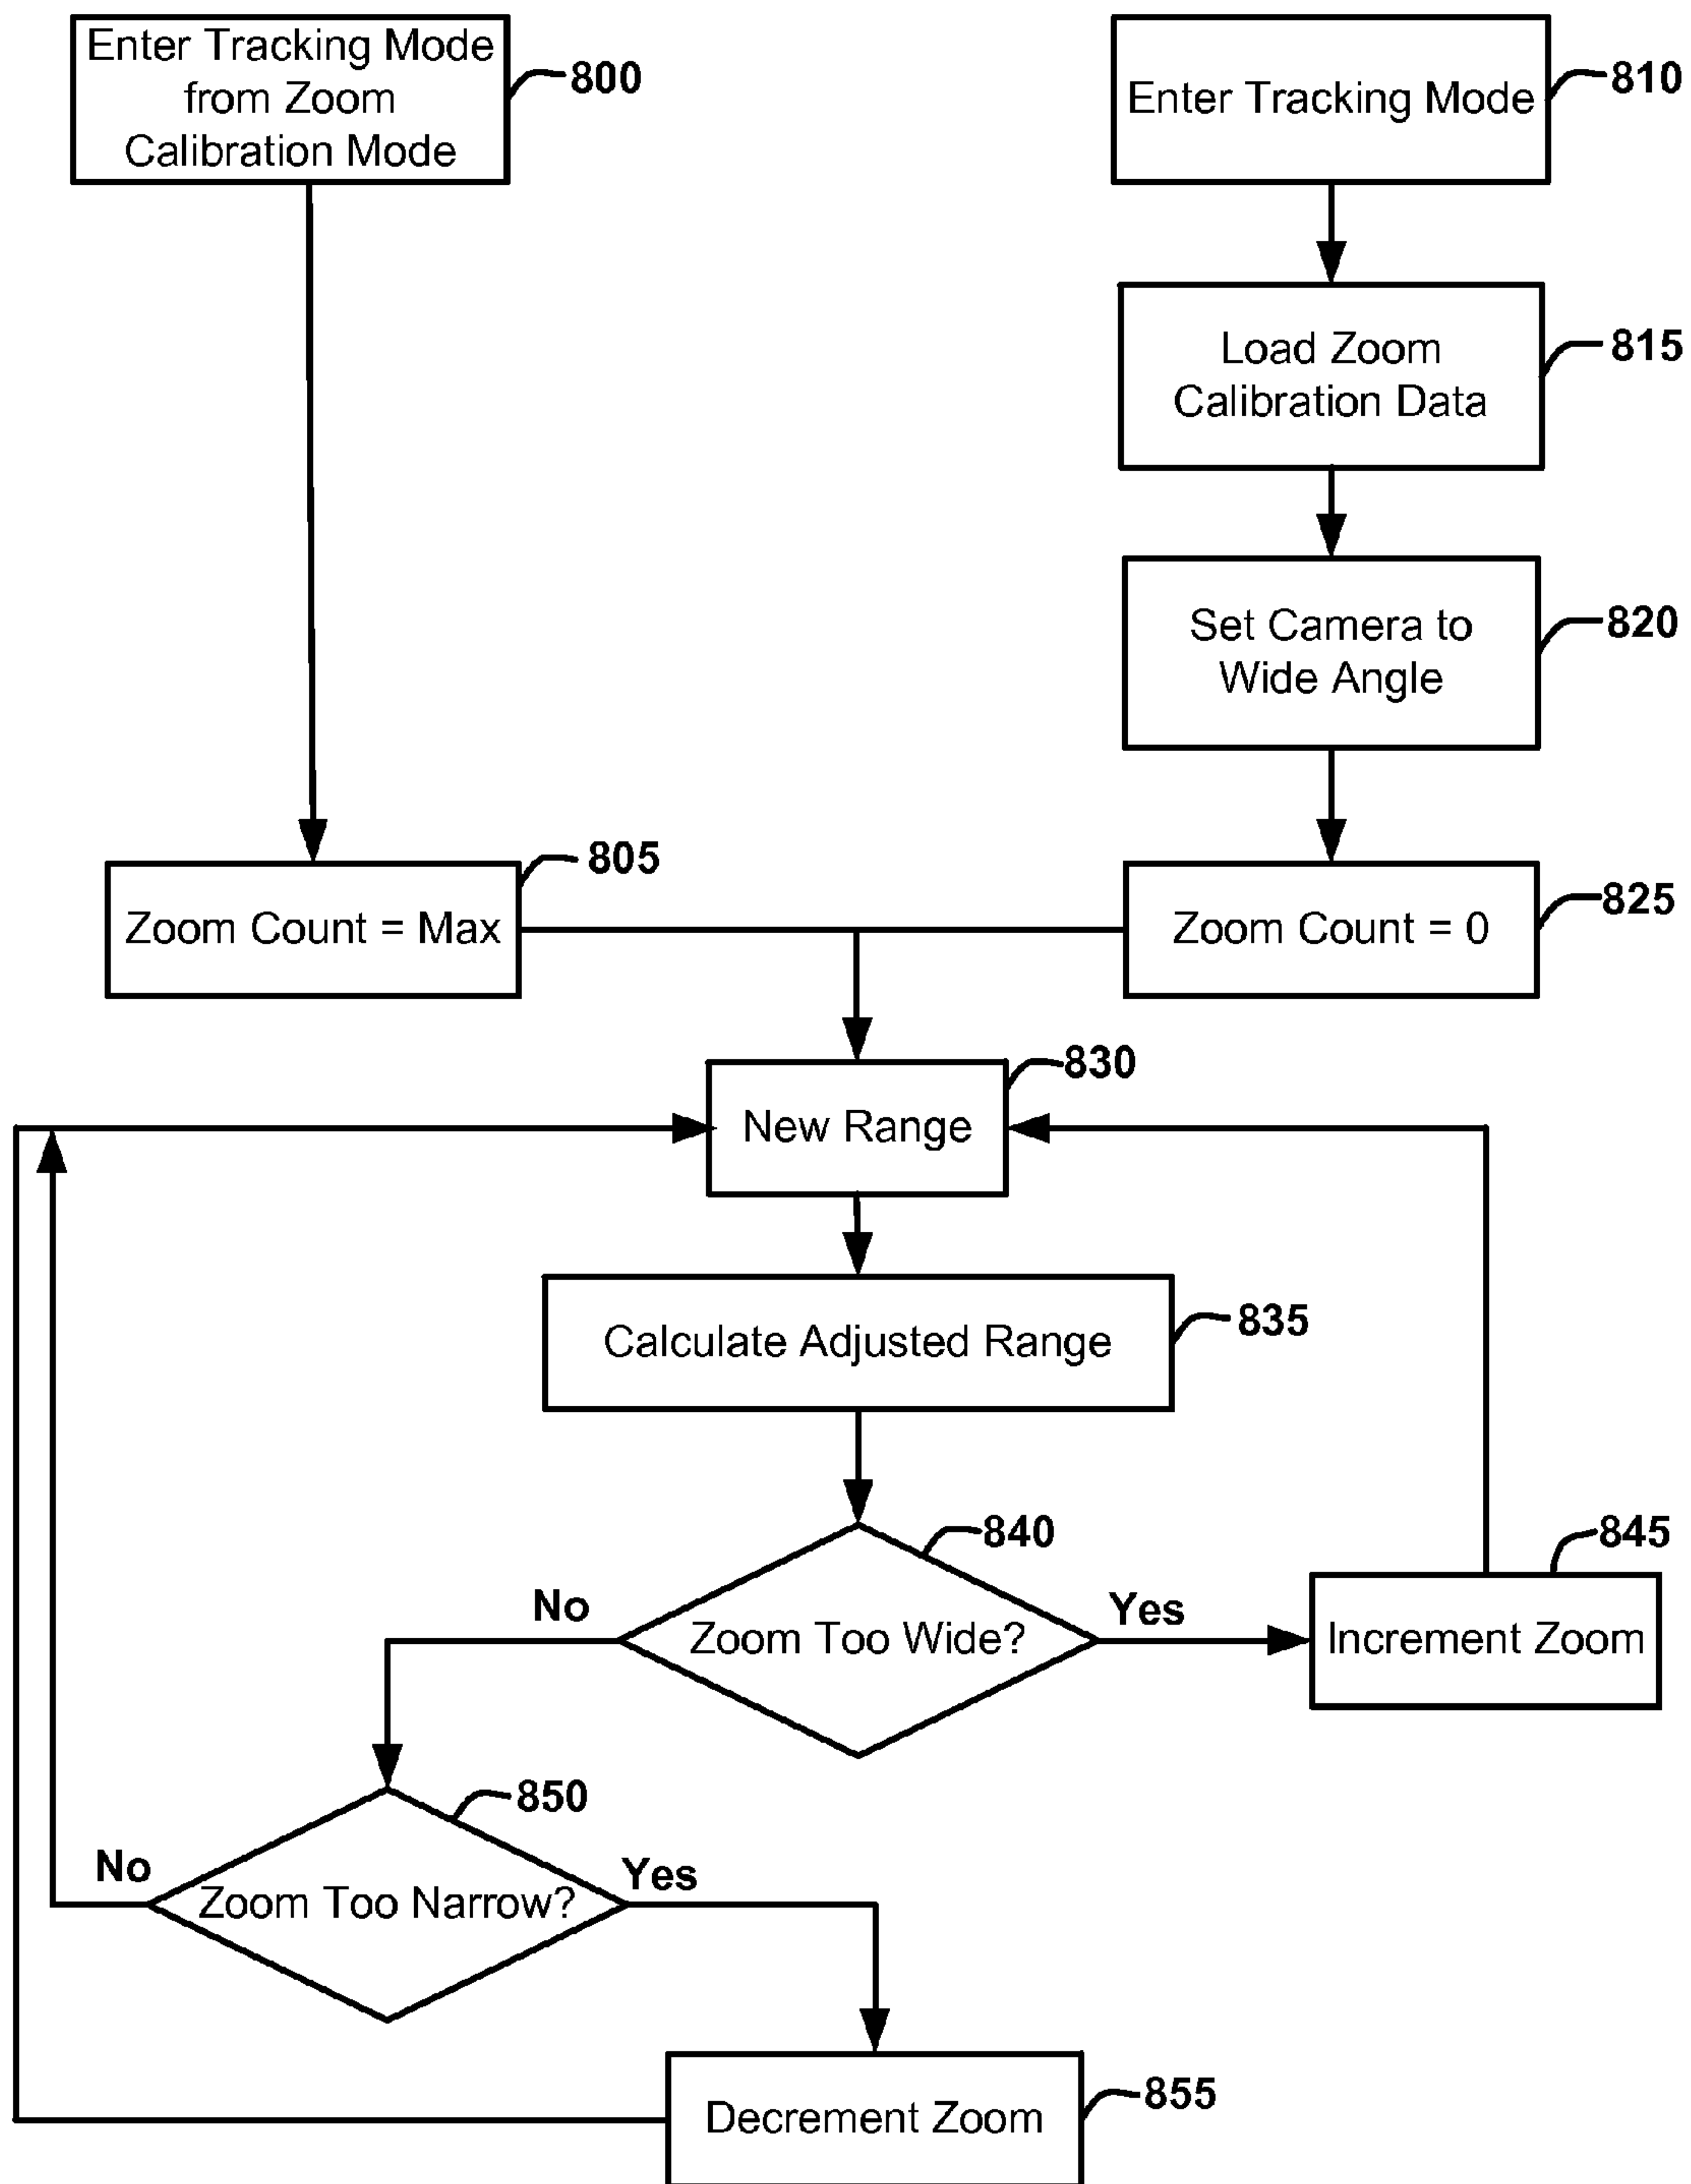 Enter Tracking Mode
from Zoom
Calibration Mode
800
Enter Tracking Mode
810
Load Zoom
Calibration Data
815
Set Camera to
Wide Angle
820
805
Zoom Count = Max
Zoom Count = 0
825
830
New Range
Calculate Adjusted Range
835
840
845
No
Yes
Zoom Too Wide?
Increment Zoom
850
No
Yes
Zoom Too Narrow?
Decrement Zoom
855